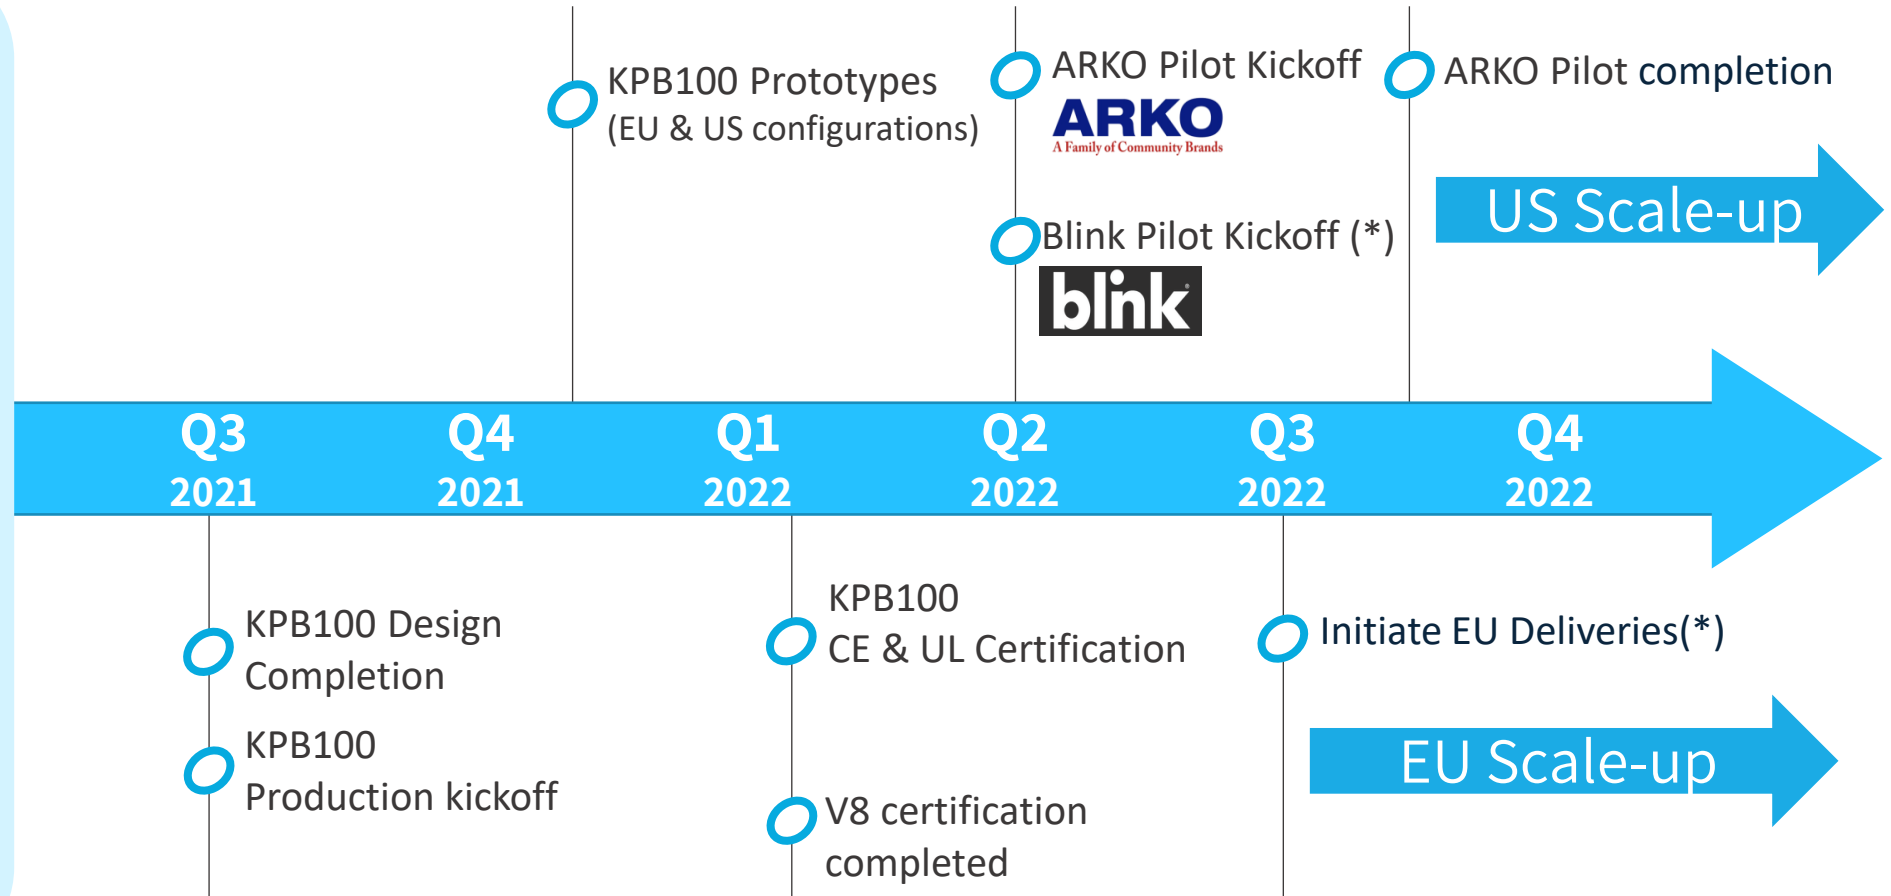 KPB100 Prototypes
(EU & US configurations)
ARKO Pilot Kickoff
ARKO
A Family of Community Brands
Blink Pilot Kickoff (*)
blink
ARKO Pilot completion
US Scale-up
Q3
2021
Q4
2021
Q1
2022
Q2
2022
Q3
2022
Q4
2022
KPB100 Design
Completion
KPB100
Production kickoff
KPB100
CE & UL Certification
V8 certification
completed
Initiate EU Deliveries(*)
EU Scale-up